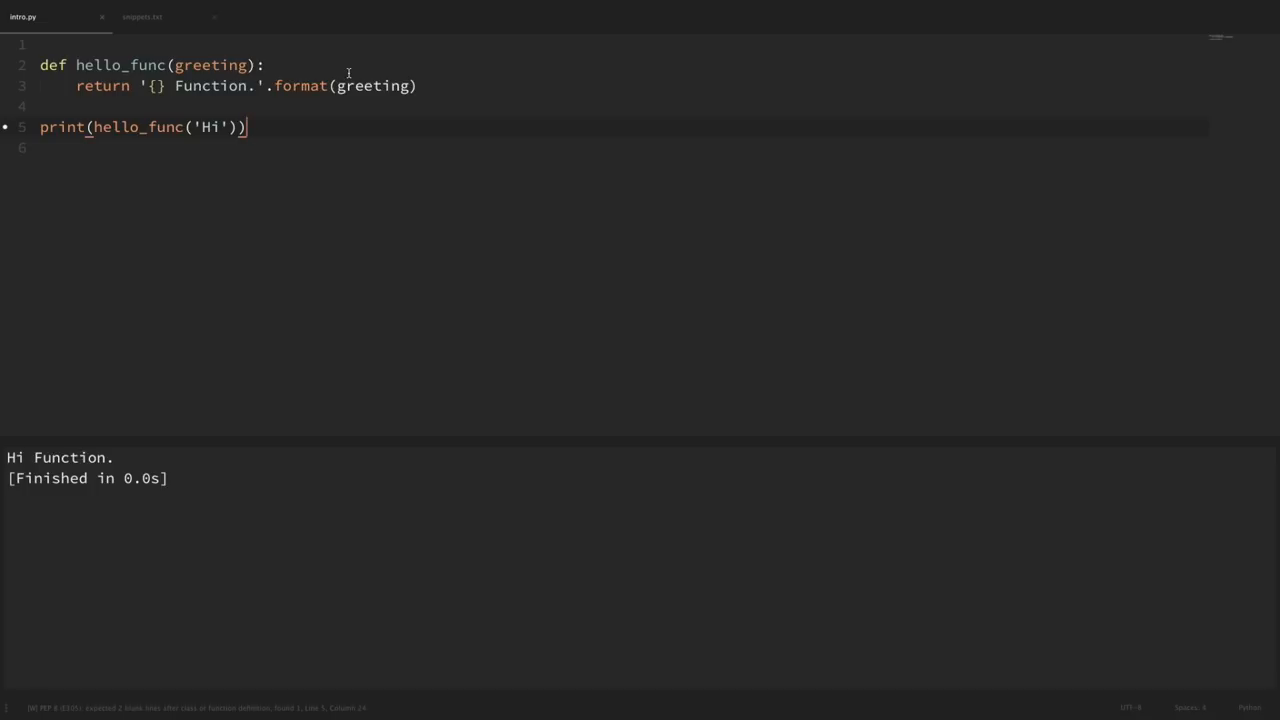 intro.py × snippets.txt ×
1
2 def hello_func(greeting):
3 return '{} Function.'.format(greeting)
4
5 print(hello_func('Hi'))
6
Hi Function.
[Finished in 0.0s]
[W] PEP 8 (E305): expected 2 blank lines after class or function definition, found 1, Line 5, Column 24 UTF-8 Spaces: 4 Python